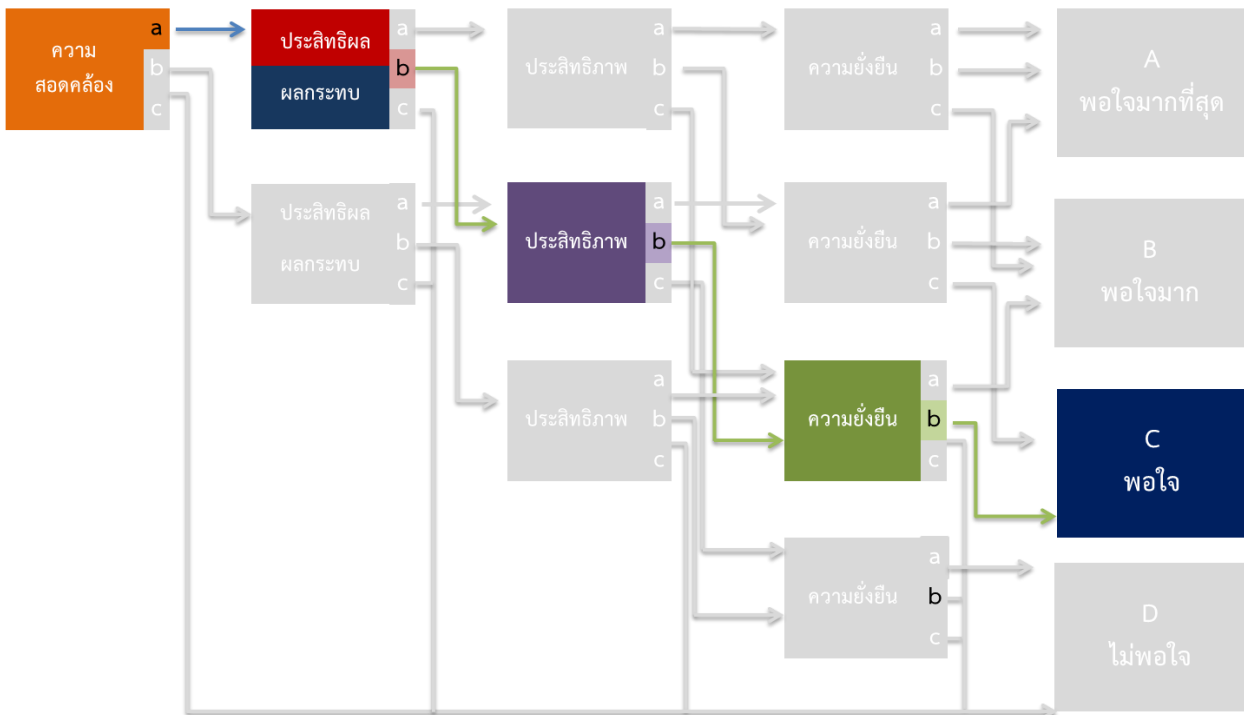 ความ
สอดคล้อง
a
b
c
ประสิทธิผล
ผลกระทบ
a
b
c
ประสิทธิภาพ
a
b
c
ความยั่งยืน
a
b
c
A
พอใจมากที่สุด
ประสิทธิผล
ผลกระทบ
a
b
c
ประสิทธิภาพ
a
b
c
ความยั่งยืน
a
b
c
B
พอใจมาก
ประสิทธิภาพ
a
b
c
ความยั่งยืน
a
b
c
C
พอใจ
ความยั่งยืน
a
b
c
D
ไม่พอใจ